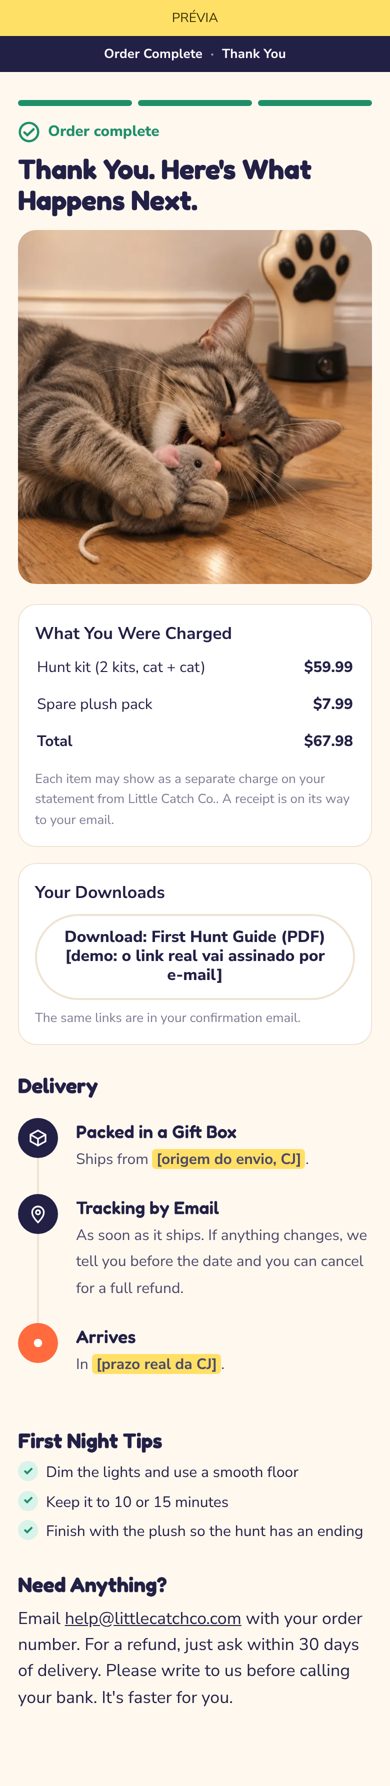 PRÉVIA
Order Complete · Thank You
Order complete
Thank You. Here's What
Happens Next.
What You Were Charged
Hunt kit (2 kits, cat + cat) $59.99
Spare plush pack $7.99
Total $67.98
Each item may show as a separate charge on your
statement from Little Catch Co.. A receipt is on its way
to your email.
Your Downloads
Download: First Hunt Guide (PDF)
[demo: o link real vai assinado por
e-mail]
The same links are in your confirmation email.
Delivery
Packed in a Gift Box
Ships from [origem do envio, CJ].
Tracking by Email
As soon as it ships. If anything changes, we
tell you before the date and you can cancel
for a full refund.
Arrives
In [prazo real da CJ].
First Night Tips
Dim the lights and use a smooth floor
Keep it to 10 or 15 minutes
Finish with the plush so the hunt has an ending
Need Anything?
Email help@littlecatchco.com with your order
number. For a refund, just ask within 30 days
of delivery. Please write to us before calling
your bank. It's faster for you.